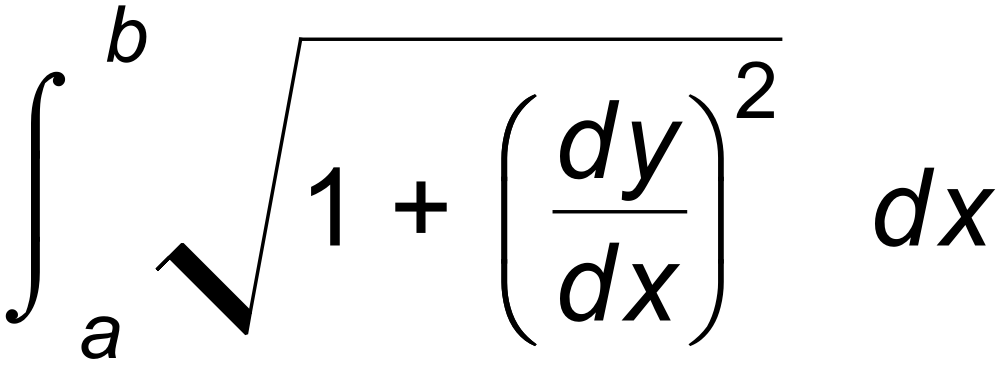 ∫_a^b √(1 + (dy/dx)^2) dx